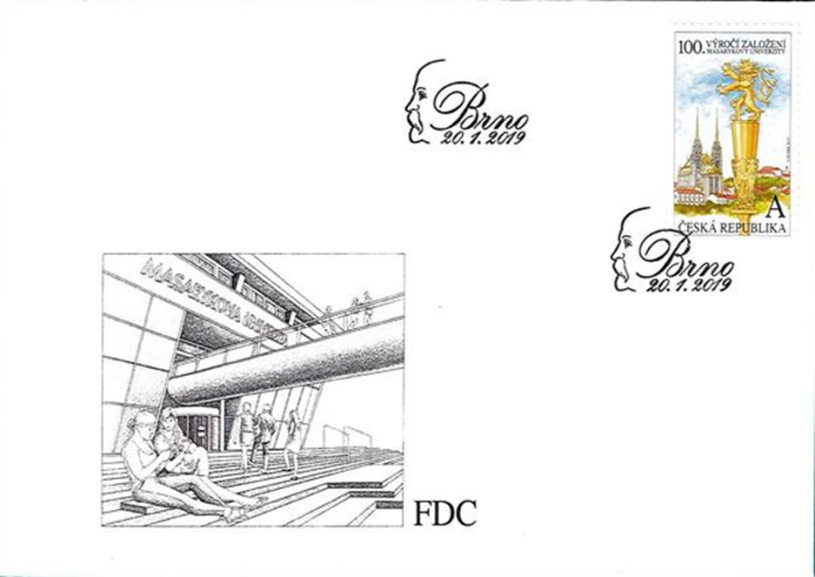 Brno
20.1.2019
100. VÝROČÍ ZALOŽENÍ
MASARYKOVY UNIVERZITY
A
ČESKÁ REPUBLIKA
Brno
20.1.2019
MASARYKOVA
FDC